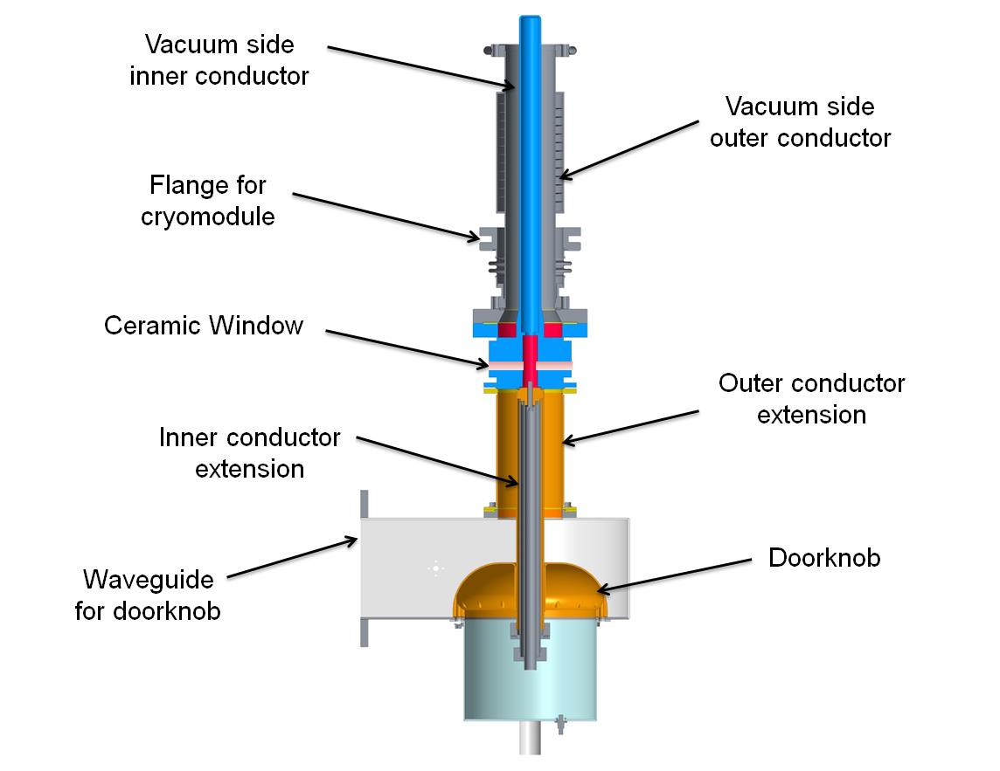 Vacuum side
inner conductor
Vacuum side
outer conductor
Flange for
cryomodule
Ceramic Window
Outer conductor
extension
Inner conductor
extension
Doorknob
Waveguide
for doorknob